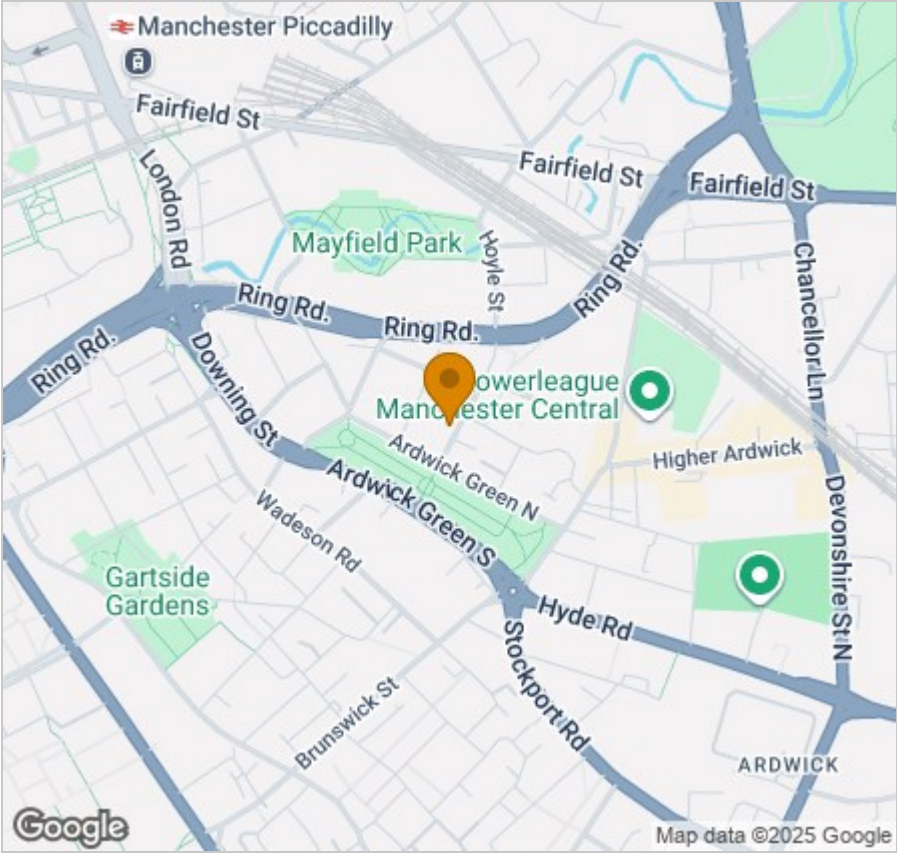 Manchester Piccadilly
Fairfield St
London Rd
Fairfield St
Fairfield St
Mayfield Park
Hoyle St
Ring Rd.
Chancellor Ln
Ring Rd.
Ring Rd.
Ring Rd.
Downing St
owerleague
Manchester Central
Ardwick Green N
Higher Ardwick
Ardwick Green S
Wadeson Rd
Devonshire St N
Gartside
Gardens
Hyde Rd
Stockport Rd
Brunswick St
ARDWICK
Google
Map data ©2025 Google